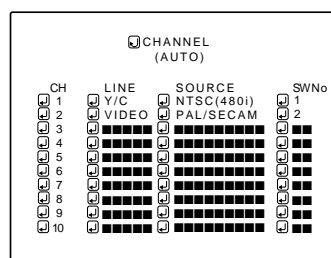 CHANNEL
(AUTO)
CH LINE SOURCE SWNo
1 Y/C NTSC(480i) 1
2 VIDEO PAL/SECAM 2
3
4
5
6
7
8
9
10